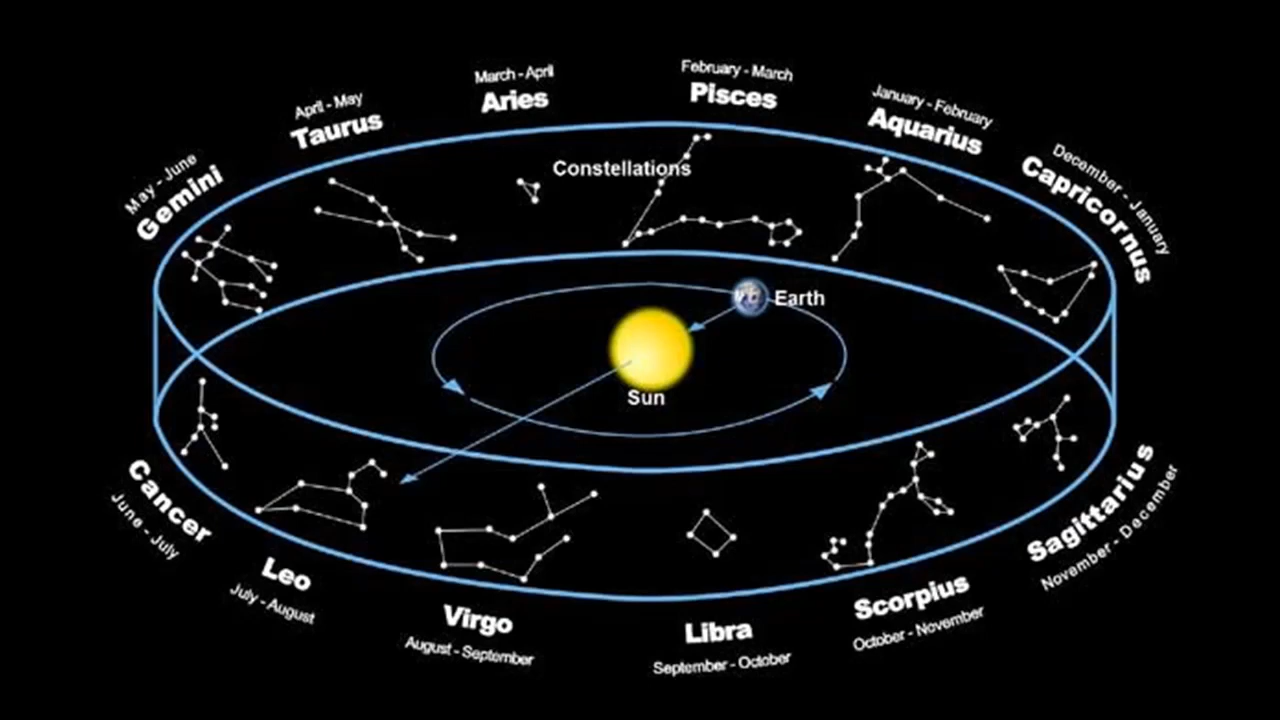 March - April
Aries
February - March
Pisces
April - May
Taurus
January - February
Aquarius
May - June
Gemini
December - January
Capricornus
Constellations
Earth
Sun
Cancer
June - July
Leo
July - August
Virgo
August - September
Libra
September - October
Scorpius
October - November
Sagittarius
November - December